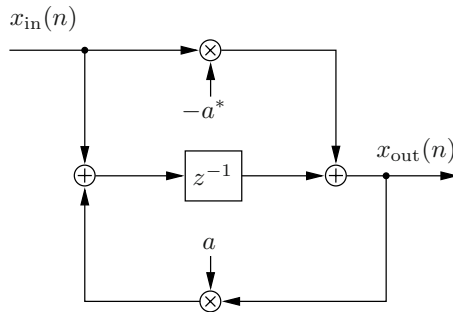 x_in(n)
−a*
x_out(n)
z⁻¹
a